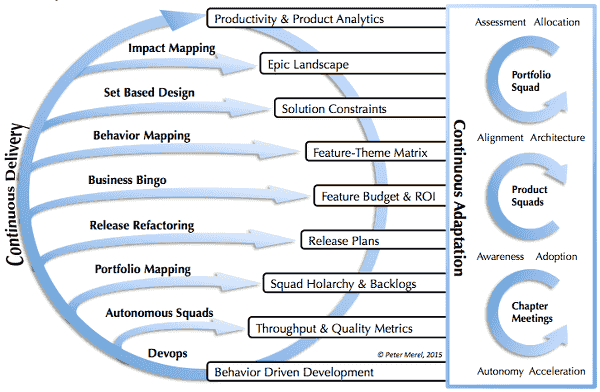 Productivity & Product Analytics
Impact Mapping
Epic Landscape
Set Based Design
Solution Constraints
Behavior Mapping
Feature-Theme Matrix
Business Bingo
Feature Budget & ROI
Release Refactoring
Release Plans
Portfolio Mapping
Squad Holarchy & Backlogs
Autonomous Squads
Throughput & Quality Metrics
Devops
Behavior Driven Development
© Peter Merel, 2015
Continuous Delivery
Continuous Adaptation
Assessment Allocation
Portfolio
Squad
Alignment Architecture
Product
Squads
Awareness Adoption
Chapter
Meetings
Autonomy Acceleration